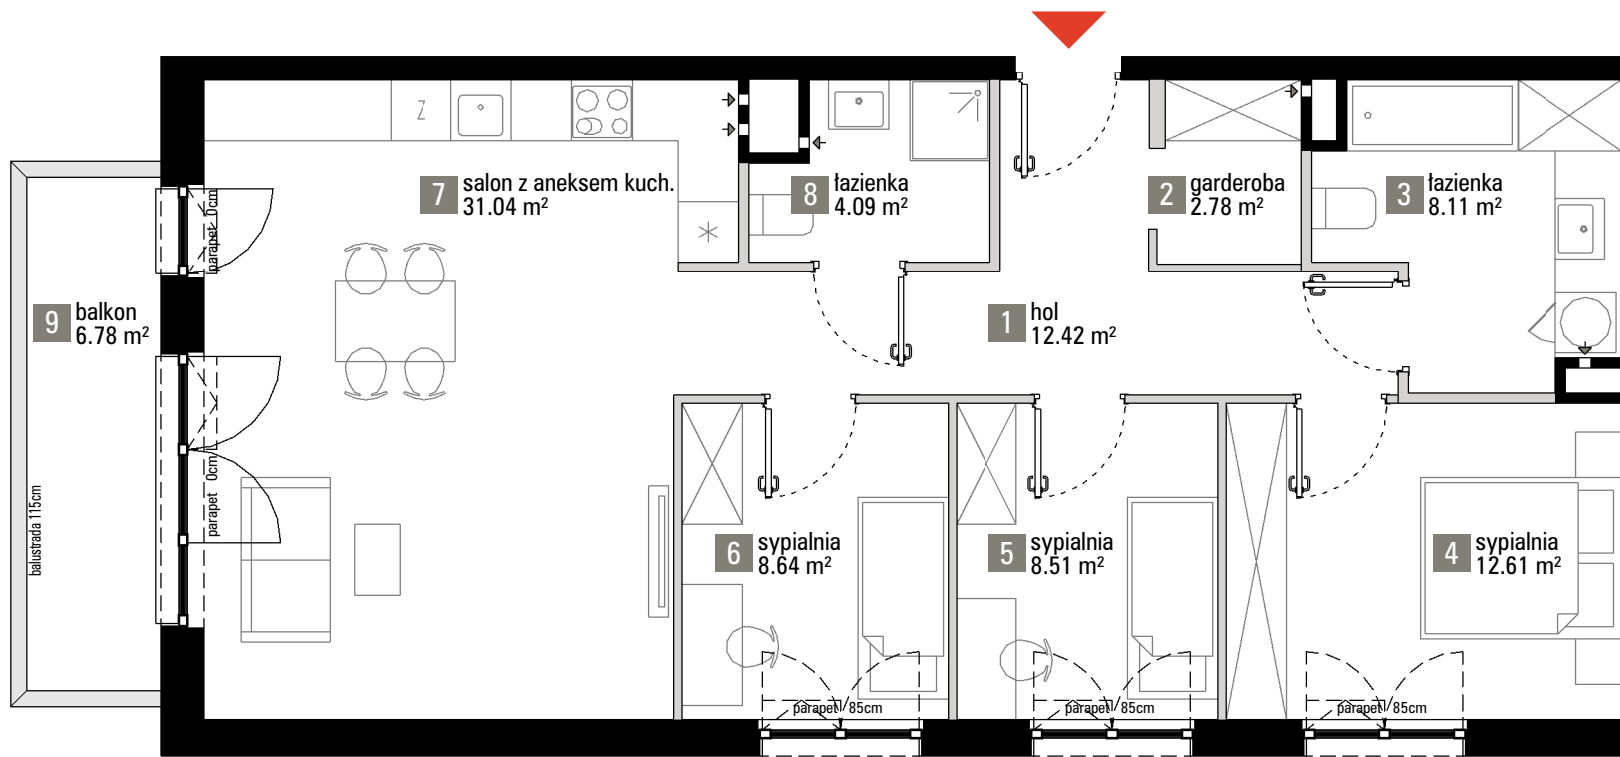 7 salon z aneksem kuch.
31.04 m²
8 łazienka
4.09 m²
2 garderoba
2.78 m²
3 łazienka
8.11 m²
Z
parapet 0cm
9 balkon
6.78 m²
1 hol
12.42 m²
parapet 0cm
balustrada 115cm
6 sypialnia
8.64 m²
5 sypialnia
8.51 m²
4 sypialnia
12.61 m²
parapet 85cm
parapet 85cm
parapet 85cm